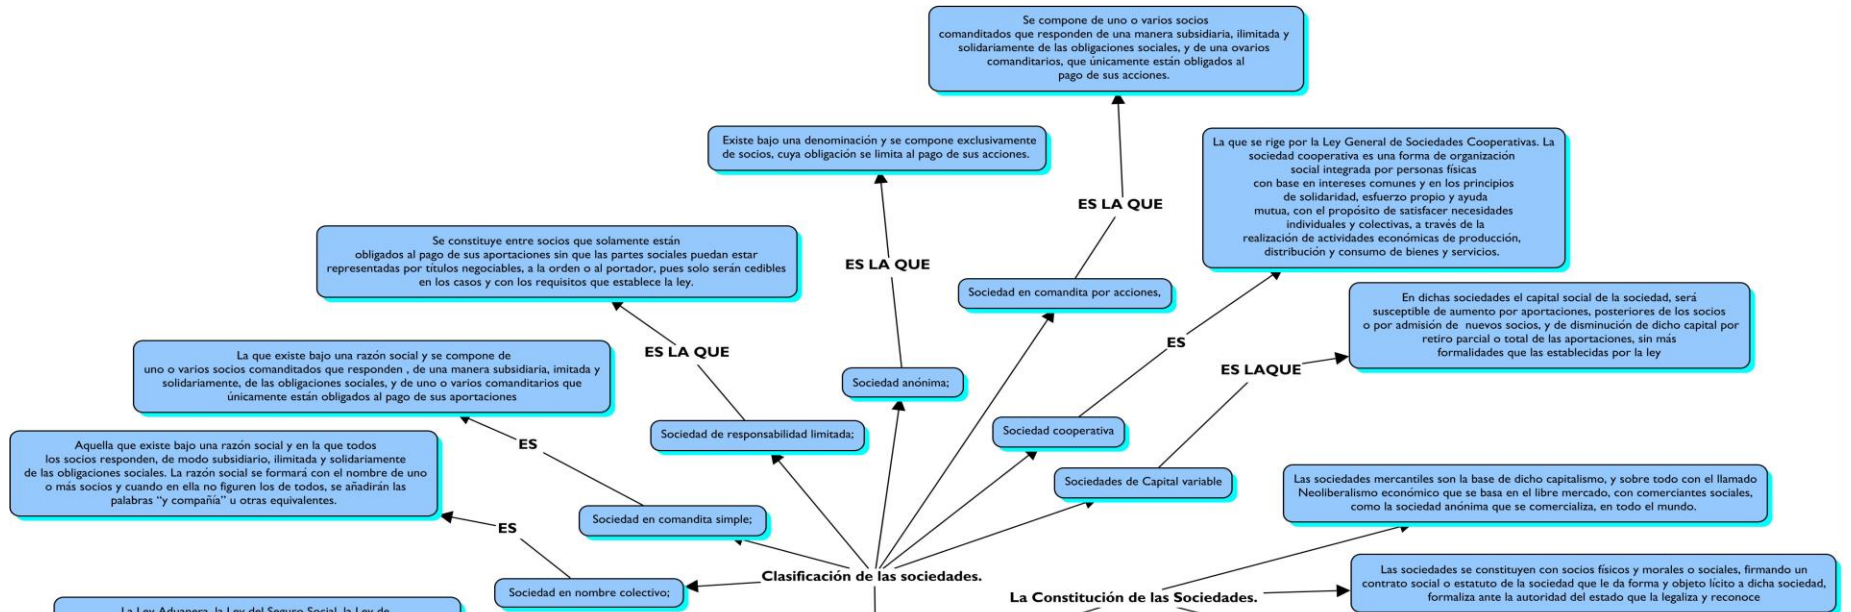 Se compone de uno o varios socios
comanditados que responden de una manera subsidiaria, ilimitada y
solidariamente de las obligaciones sociales, y de una ovarios
comanditarios, que únicamente están obligados al
pago de sus acciones.
Existe bajo una denominación y se compone exclusivamente
de socios, cuya obligación se limita al pago de sus acciones.
La que se rige por la Ley General de Sociedades Cooperativas. La
sociedad cooperativa es una forma de organización
social integrada por personas físicas
con base en intereses comunes y en los principios
de solidaridad, esfuerzo propio y ayuda
mutua, con el propósito de satisfacer necesidades
individuales y colectivas, a través de la
realización de actividades económicas de producción,
distribución y consumo de bienes y servicios.
ES LA QUE
Se constituye entre socios que solamente están
obligados al pago de sus aportaciones sin que las partes sociales puedan estar
representadas por títulos negociables, a la orden o al portador, pues solo serán cedibles
en los casos y con los requisitos que establece la ley.
ES LA QUE
Sociedad en comandita por acciones,
En dichas sociedades el capital social de la sociedad, será
susceptible de aumento por aportaciones, posteriores de los socios
o por admisión de nuevos socios, y de disminución de dicho capital por
retiro parcial o total de las aportaciones, sin más
formalidades que las establecidas por la ley
La que existe bajo una razón social y se compone de
uno o varios socios comanditados que responden , de una manera subsidiaria, imitada y
solidariamente, de las obligaciones sociales, y de uno o varios comanditarios que
únicamente están obligados al pago de sus aportaciones
ES LA QUE
ES
ES LAQUE
Sociedad anónima;
Aquella que existe bajo una razón social y en la que todos
los socios responden, de modo subsidiario, ilimitada y solidariamente
de las obligaciones sociales. La razón social se formará con el nombre de uno
o más socios y cuando en ella no figuren los de todos, se añadirán las
palabras “y compañía” u otras equivalentes.
ES
Sociedad de responsabilidad limitada;
Sociedad cooperativa
Sociedades de Capital variable
Las sociedades mercantiles son la base de dicho capitalismo, y sobre todo con el llamado
Neoliberalismo económico que se basa en el libre mercado, con comerciantes sociales,
como la sociedad anónima que se comercializa, en todo el mundo.
Sociedad en comandita simple;
ES
Clasificación de las sociedades.
Sociedad en nombre colectivo;
La Constitución de las Sociedades.
Las sociedades se constituyen con socios físicos y morales o sociales, firmando un
contrato social o estatuto de la sociedad que le da forma y objeto lícito a dicha sociedad,
formaliza ante la autoridad del estado que la legaliza y reconoce
La Ley Aduanera, la Ley del Seguro Social, la Ley de